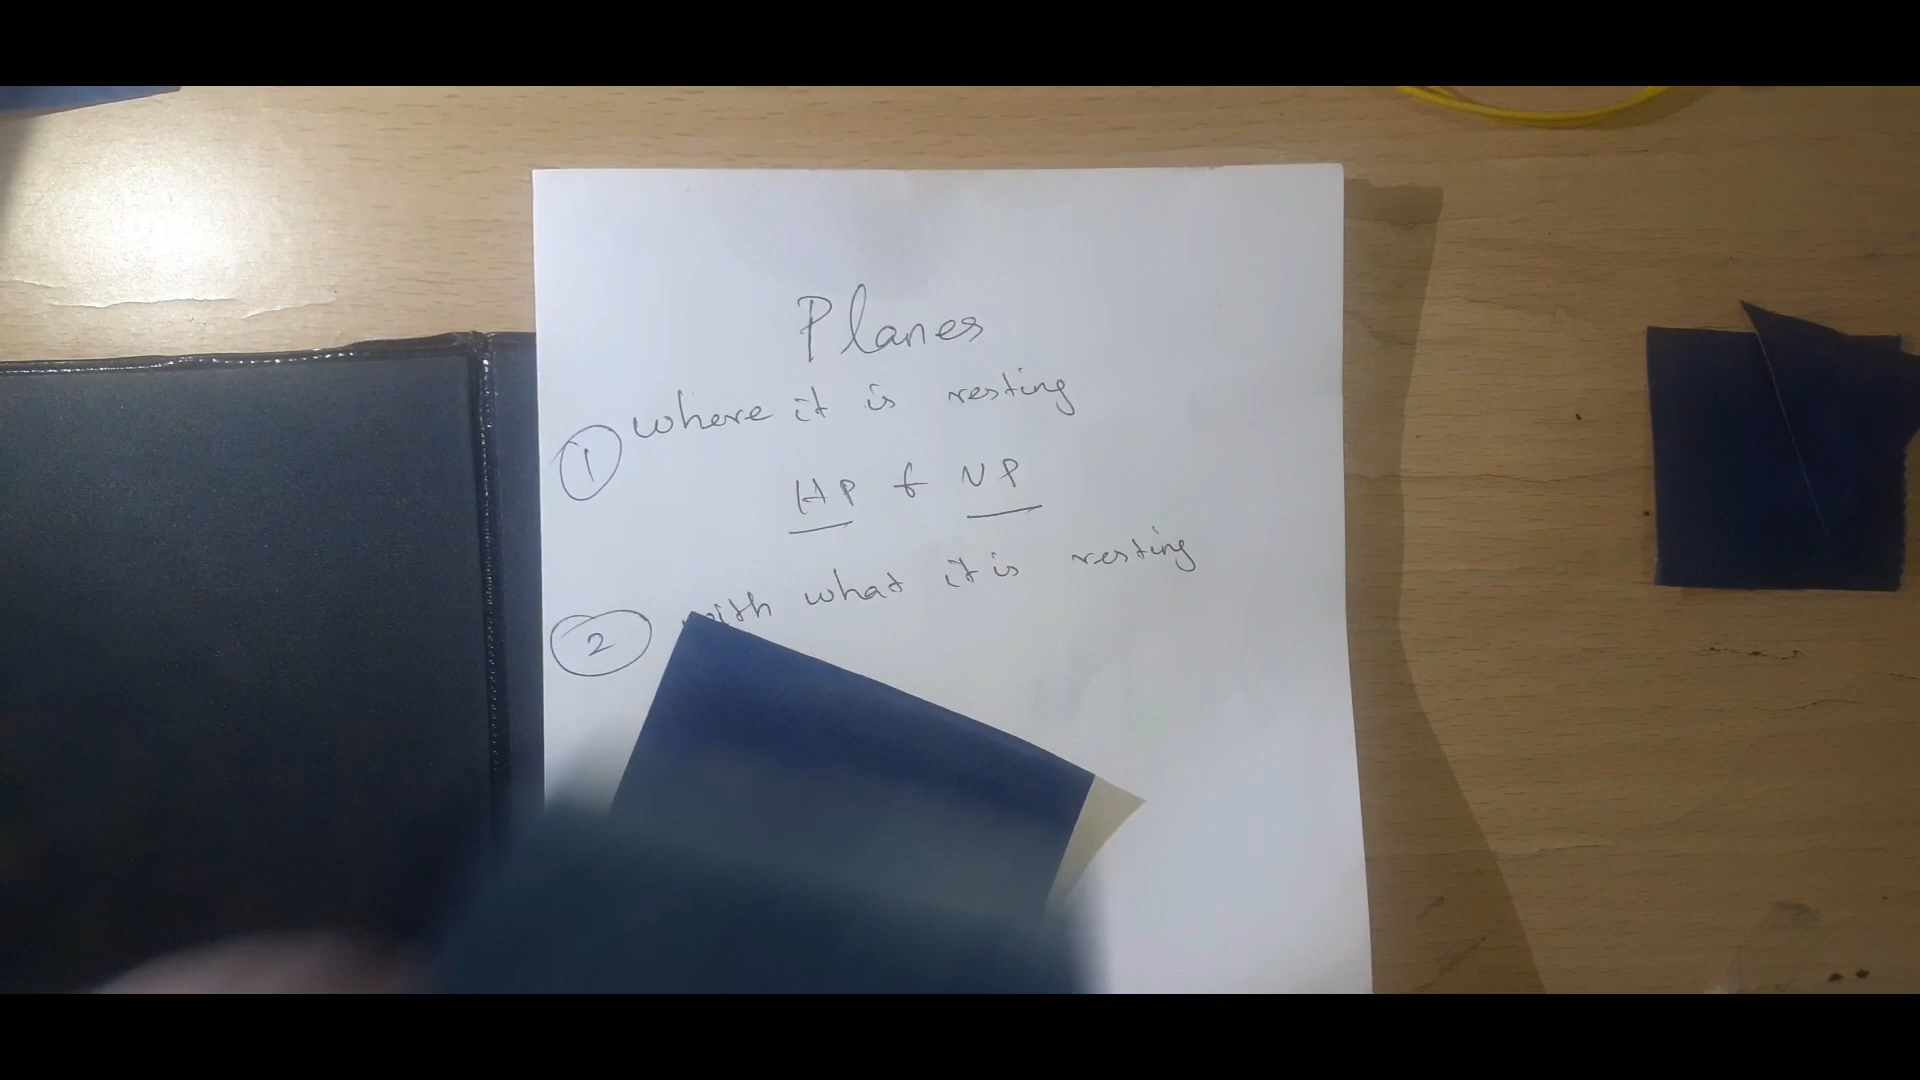 Planes
① where it is resting
HP & VP
② with what it is resting